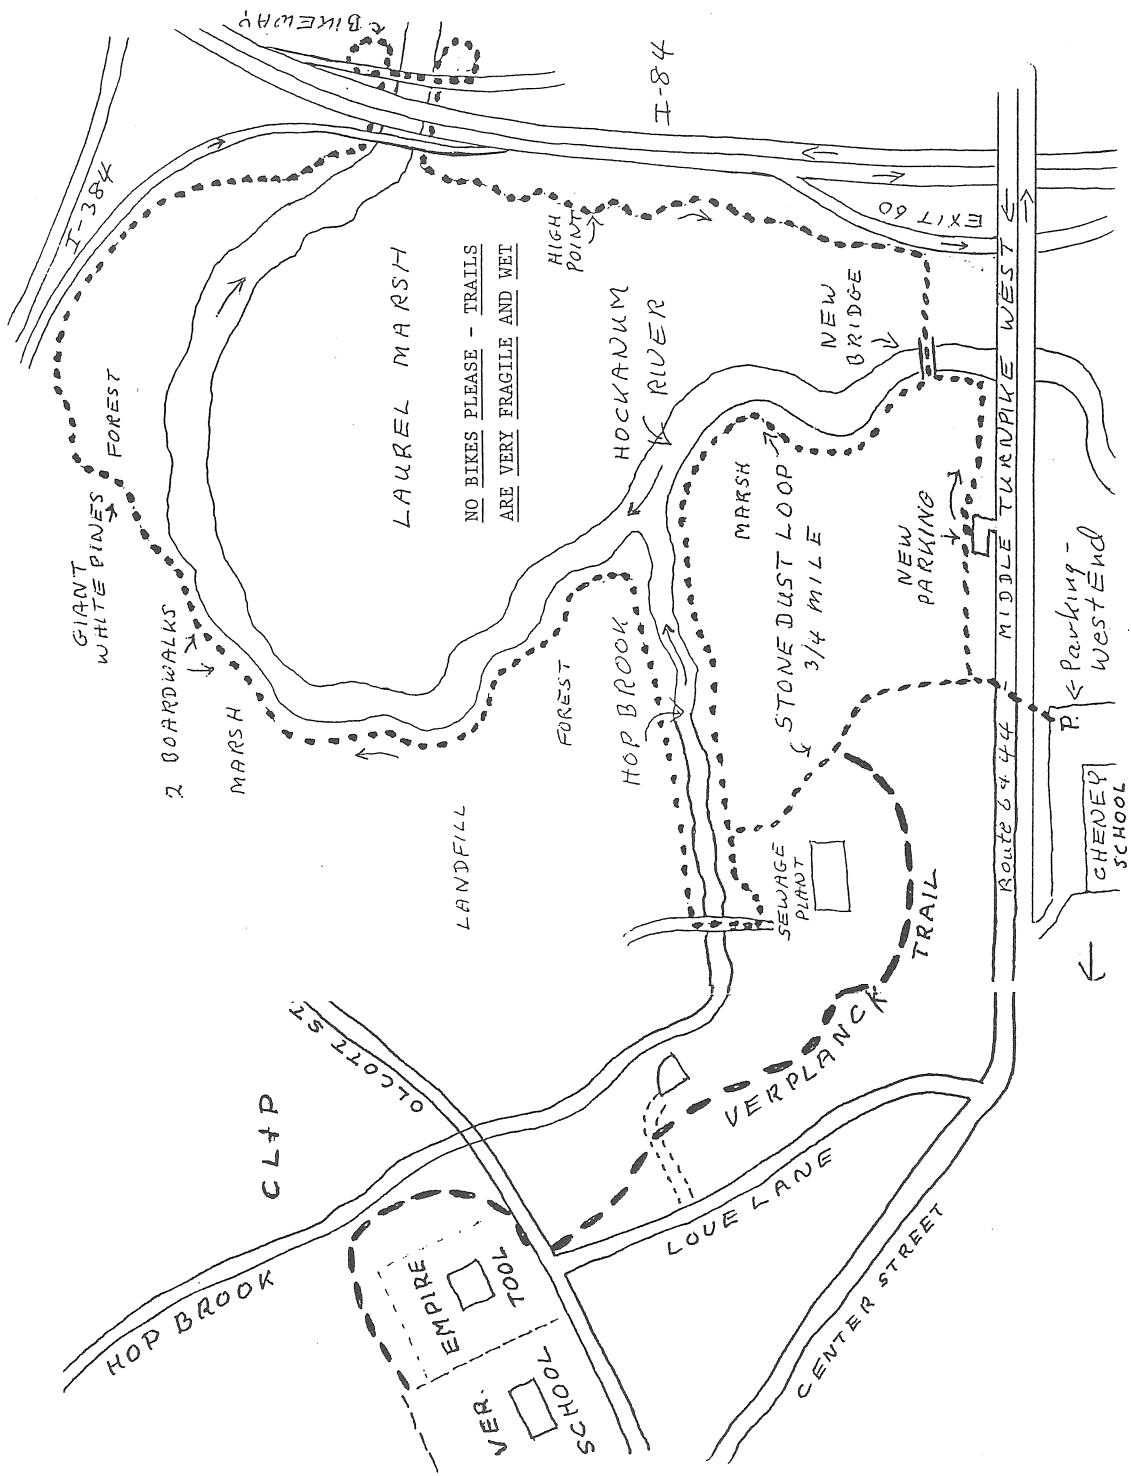 BIKEWAY
I-84
I-384
EXIT 60
HIGH
POINT
LAUREL MARSH
NO BIKES PLEASE - TRAILS
ARE VERY FRAGILE AND WET
HOCKANUM
RIVER
NEW
BRIDGE
FOREST
GIANT
WHITE PINES
2 BOARDWALKS
MARSH
MARSH
STONE DUST LOOP
3/4 MILE
NEW
PARKING
MIDDLE TURNPIKE WEST
Route 6 & 44
P. ← Parking-
West End
CHENEY
SCHOOL
FOREST
HOP BROOK
LANDFILL
SEWAGE
PLANT
VERPLANCK TRAIL
OLCOTT ST
CL&P
HOP BROOK
LOVE LANE
CENTER STREET
EMPIRE
TOOL
VER.
SCHOOL